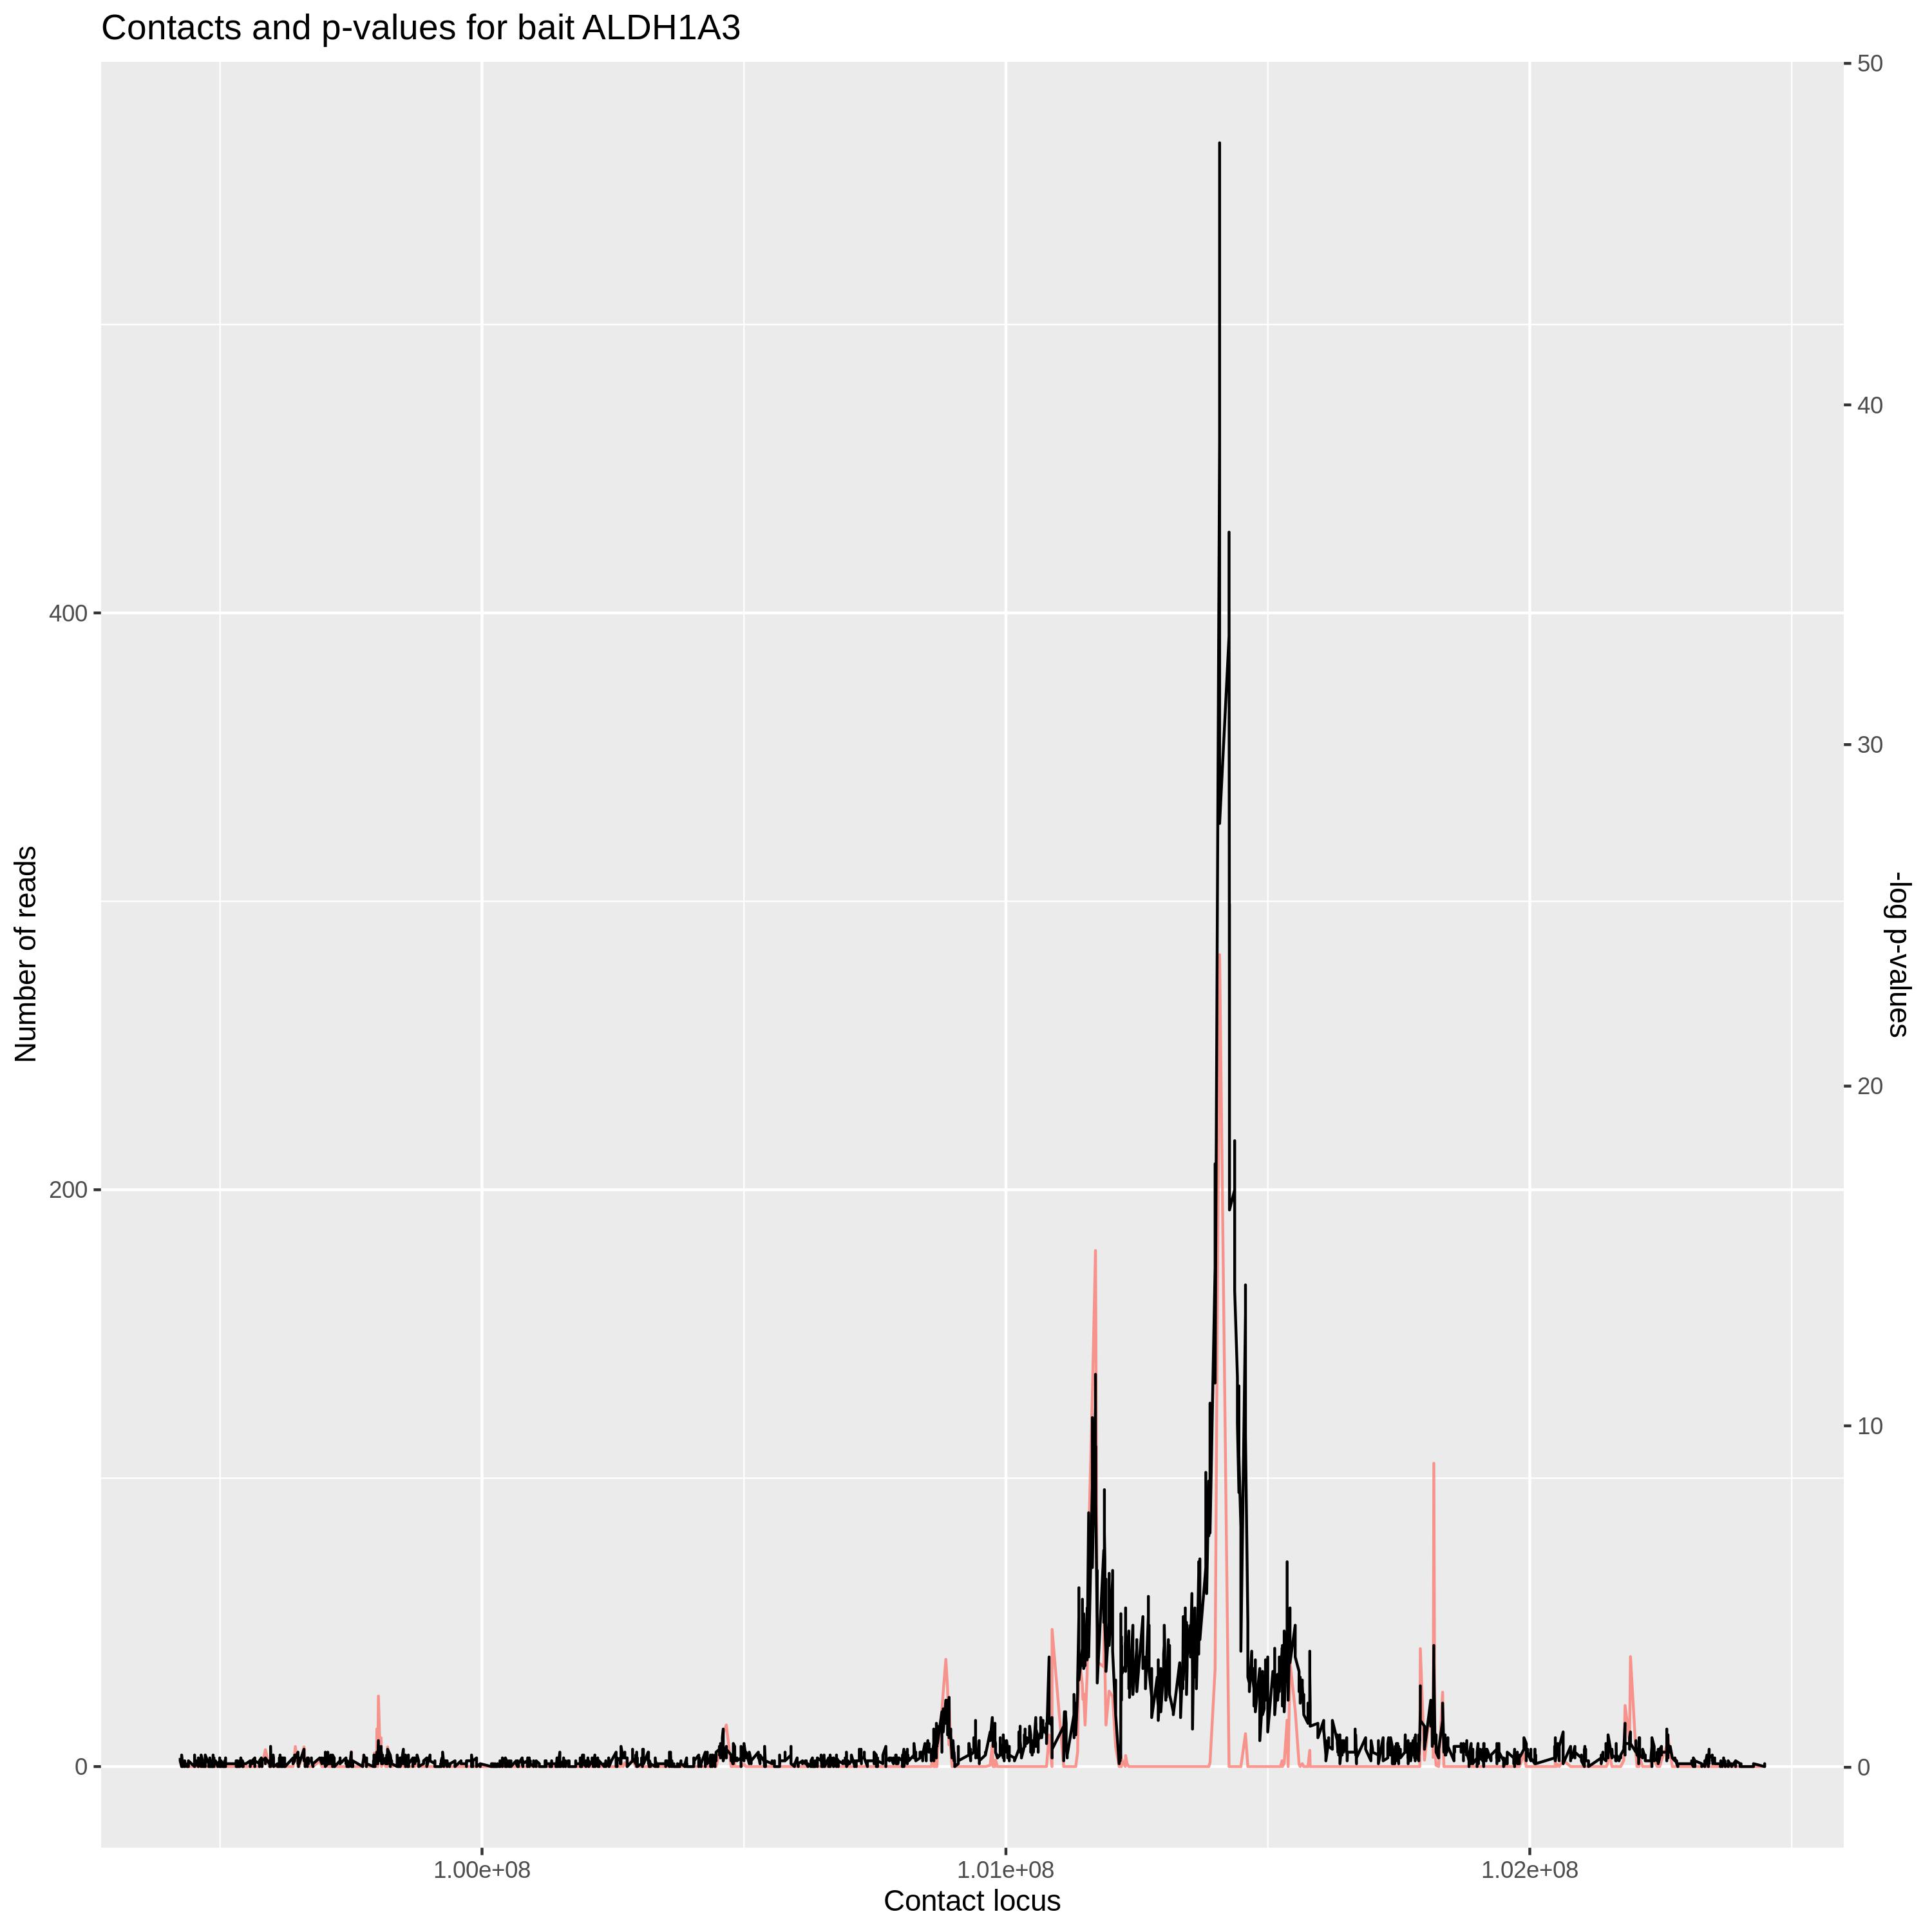 Contacts and p-values for bait ALDH1A3
Number of reads
400
200
0
50
40
30
20
10
0
-log p-values
1.00e+08
1.01e+08
1.02e+08
Contact locus